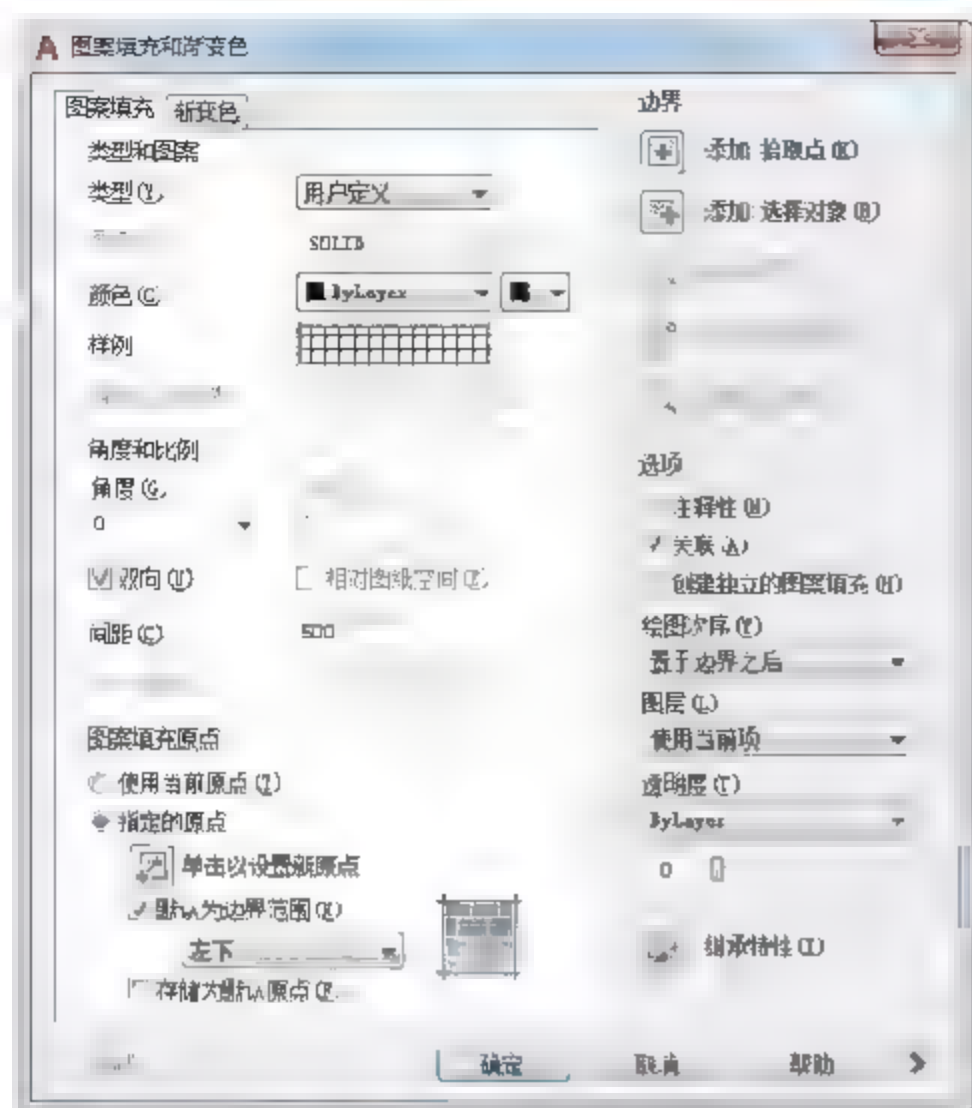 图案填充和渐变色
图案填充 渐变色
类型和图案
类型(Y)
用户定义
SOLID
颜色(C)
ByLayer
样例
角度和比例
角度(G)
0
双向(U)
相对图纸空间(E)
间距(C)
500
图案填充原点
使用当前原点(T)
指定的原点
单击以设置新原点
默认为边界范围(X)
左下
存储为默认原点(F)
边界
添加:拾取点(K)
添加:选择对象(B)
选项
注释性(N)
关联(A)
创建独立的图案填充(H)
绘图次序(W)
置于边界之后
图层(L)
使用当前项
透明度(T)
ByLayer
0
继承特性(I)
确定
取消
帮助